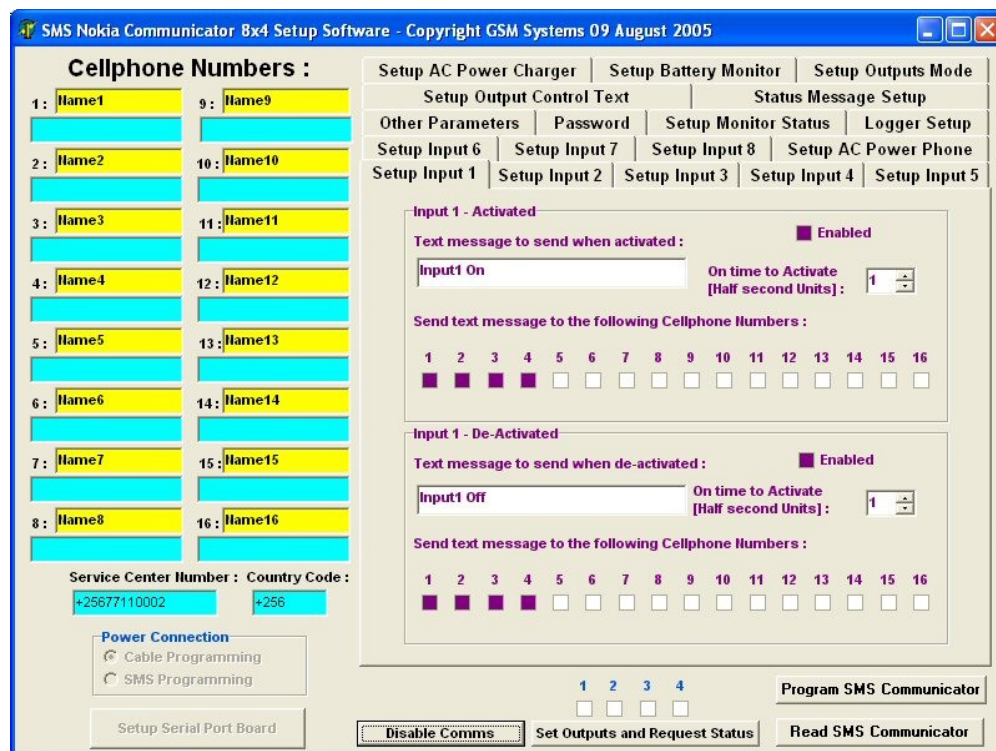 SMS Nokia Communicator 8x4 Setup Software - Copyright GSM Systems 09 August 2005
Cellphone Numbers :
1 : Name1
9 : Name9
2 : Name2
10 : Name10
3 : Name3
11 : Name11
4 : Name4
12 : Name12
5 : Name5
13 : Name13
6 : Name6
14 : Name14
7 : Name7
15 : Name15
8 : Name8
16 : Name16
Service Center Number : Country Code :
+25677110002 +256
Power Connection
Cable Programming
SMS Programming
Setup Serial Port Board
Setup AC Power Charger Setup Battery Monitor Setup Outputs Mode
Setup Output Control Text Status Message Setup
Other Parameters Password Setup Monitor Status Logger Setup
Setup Input 6 Setup Input 7 Setup Input 8 Setup AC Power Phone
Setup Input 1 Setup Input 2 Setup Input 3 Setup Input 4 Setup Input 5
Input 1 - Activated
Enabled
Text message to send when activated :
Input1 On
On time to Activate
[Half second Units] :
1
Send text message to the following Cellphone Numbers :
1 2 3 4 5 6 7 8 9 10 11 12 13 14 15 16
Input 1 - De-Activated
Text message to send when de-activated :
Enabled
Input1 Off
On time to Activate
[Half second Units] :
1
Send text message to the following Cellphone Numbers :
1 2 3 4 5 6 7 8 9 10 11 12 13 14 15 16
1 2 3 4
Disable Comms
Set Outputs and Request Status
Program SMS Communicator
Read SMS Communicator